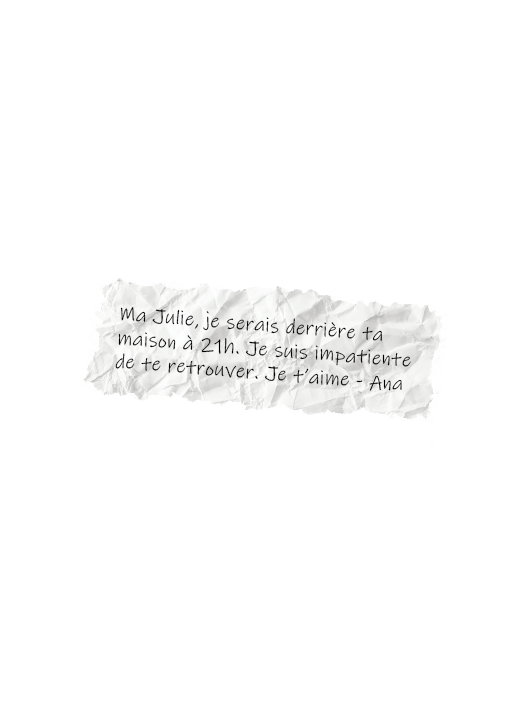 Ma Julie, je serais derrière ta
maison à 21h. Je suis impatiente
de te retrouver. Je t'aime - Ana